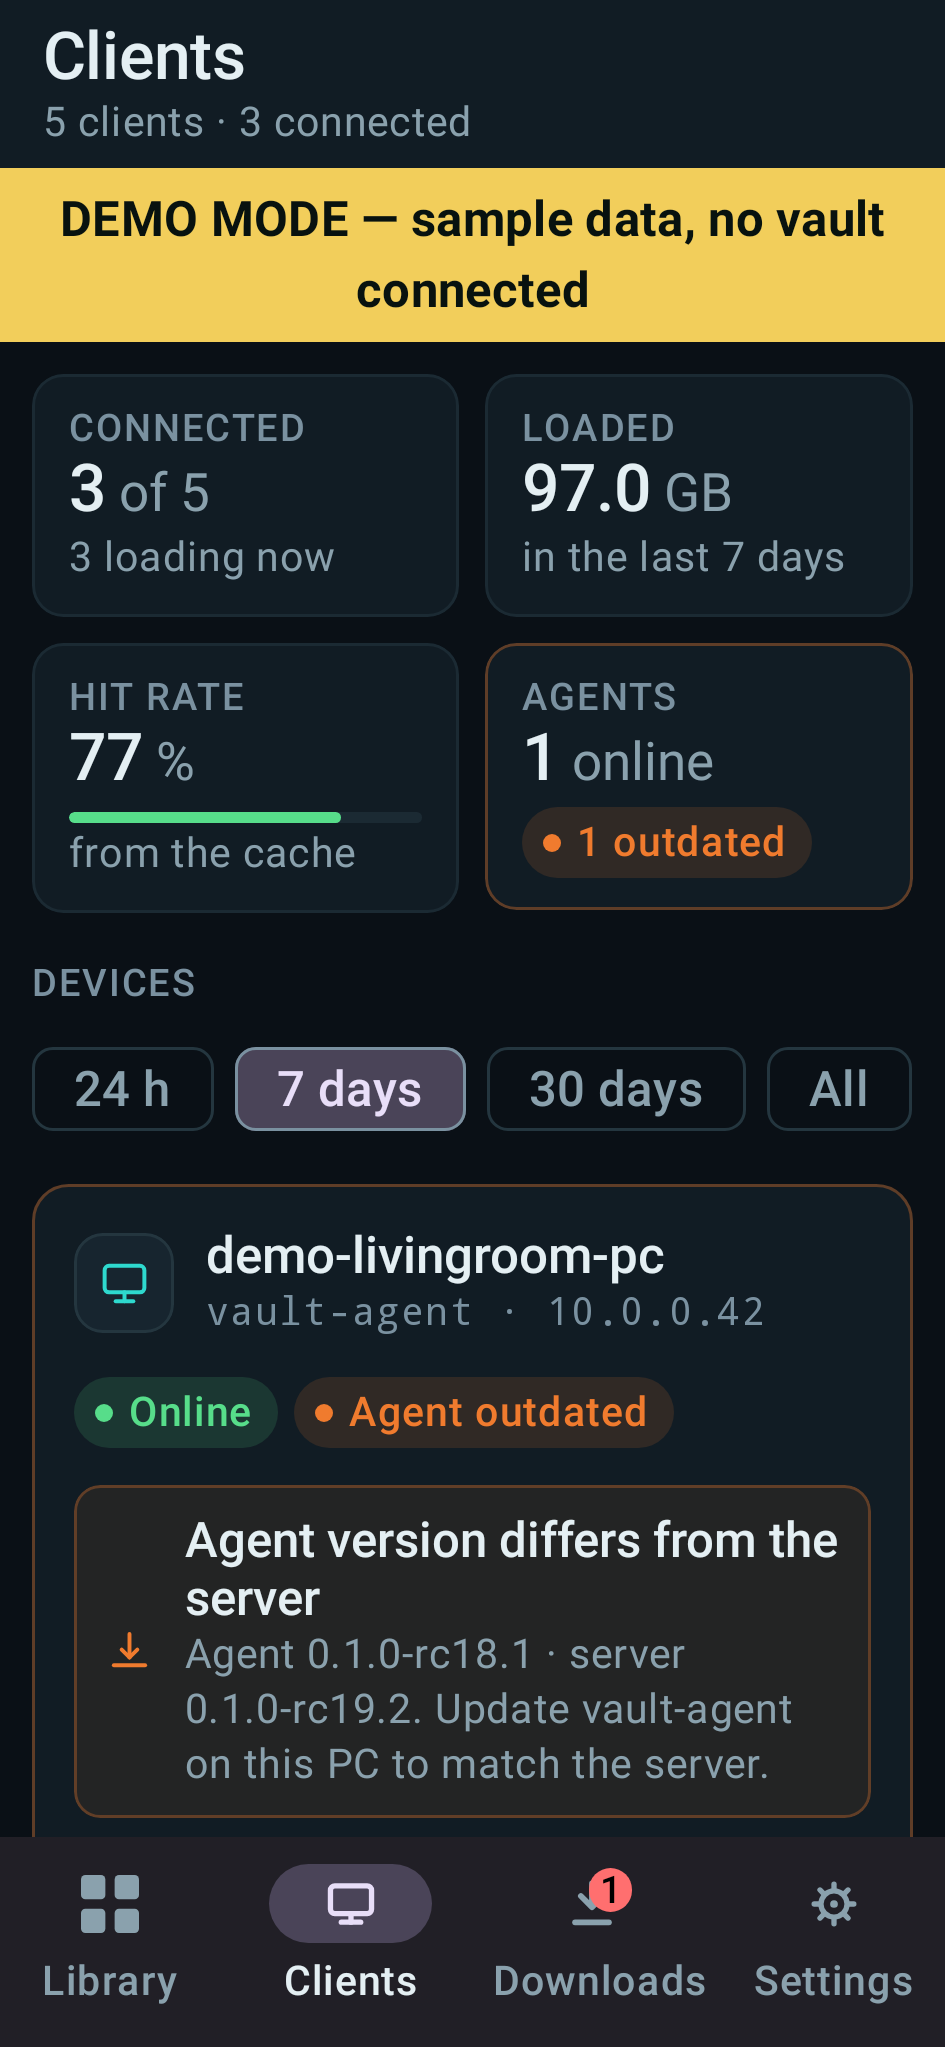 Clients
5 clients · 3 connected
DEMO MODE — sample data, no vault
connected
CONNECTED
3 of 5
3 loading now
LOADED
97.0 GB
in the last 7 days
HIT RATE
77 %
from the cache
AGENTS
1 online
1 outdated
DEVICES
24 h
7 days
30 days
All
demo-livingroom-pc
vault-agent · 10.0.0.42
Online
Agent outdated
Agent version differs from the
server
Agent 0.1.0-rc18.1 · server
0.1.0-rc19.2. Update vault-agent
on this PC to match the server.
1
Library
Clients
Downloads
Settings